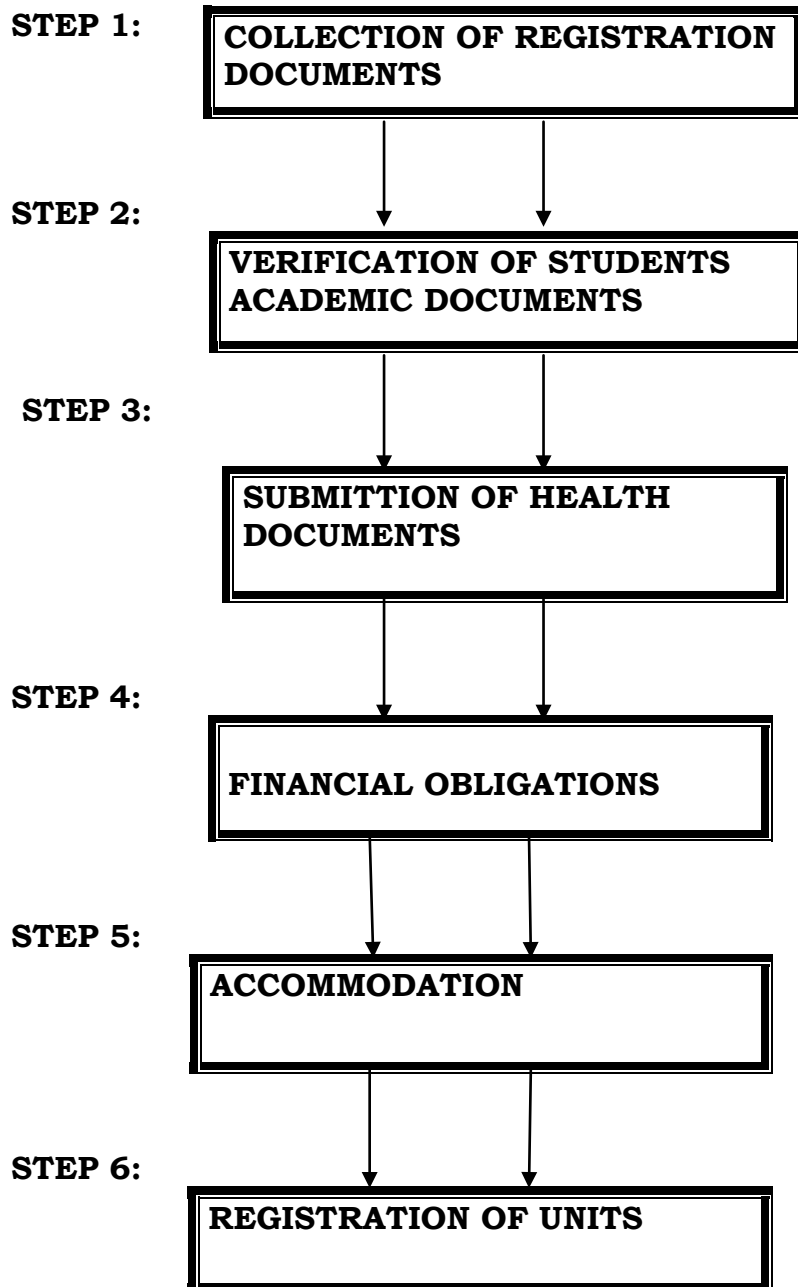 STEP 1:
COLLECTION OF REGISTRATION
DOCUMENTS
STEP 2:
VERIFICATION OF STUDENTS
ACADEMIC DOCUMENTS
STEP 3:
SUBMITTION OF HEALTH
DOCUMENTS
STEP 4:
FINANCIAL OBLIGATIONS
STEP 5:
ACCOMMODATION
STEP 6:
REGISTRATION OF UNITS